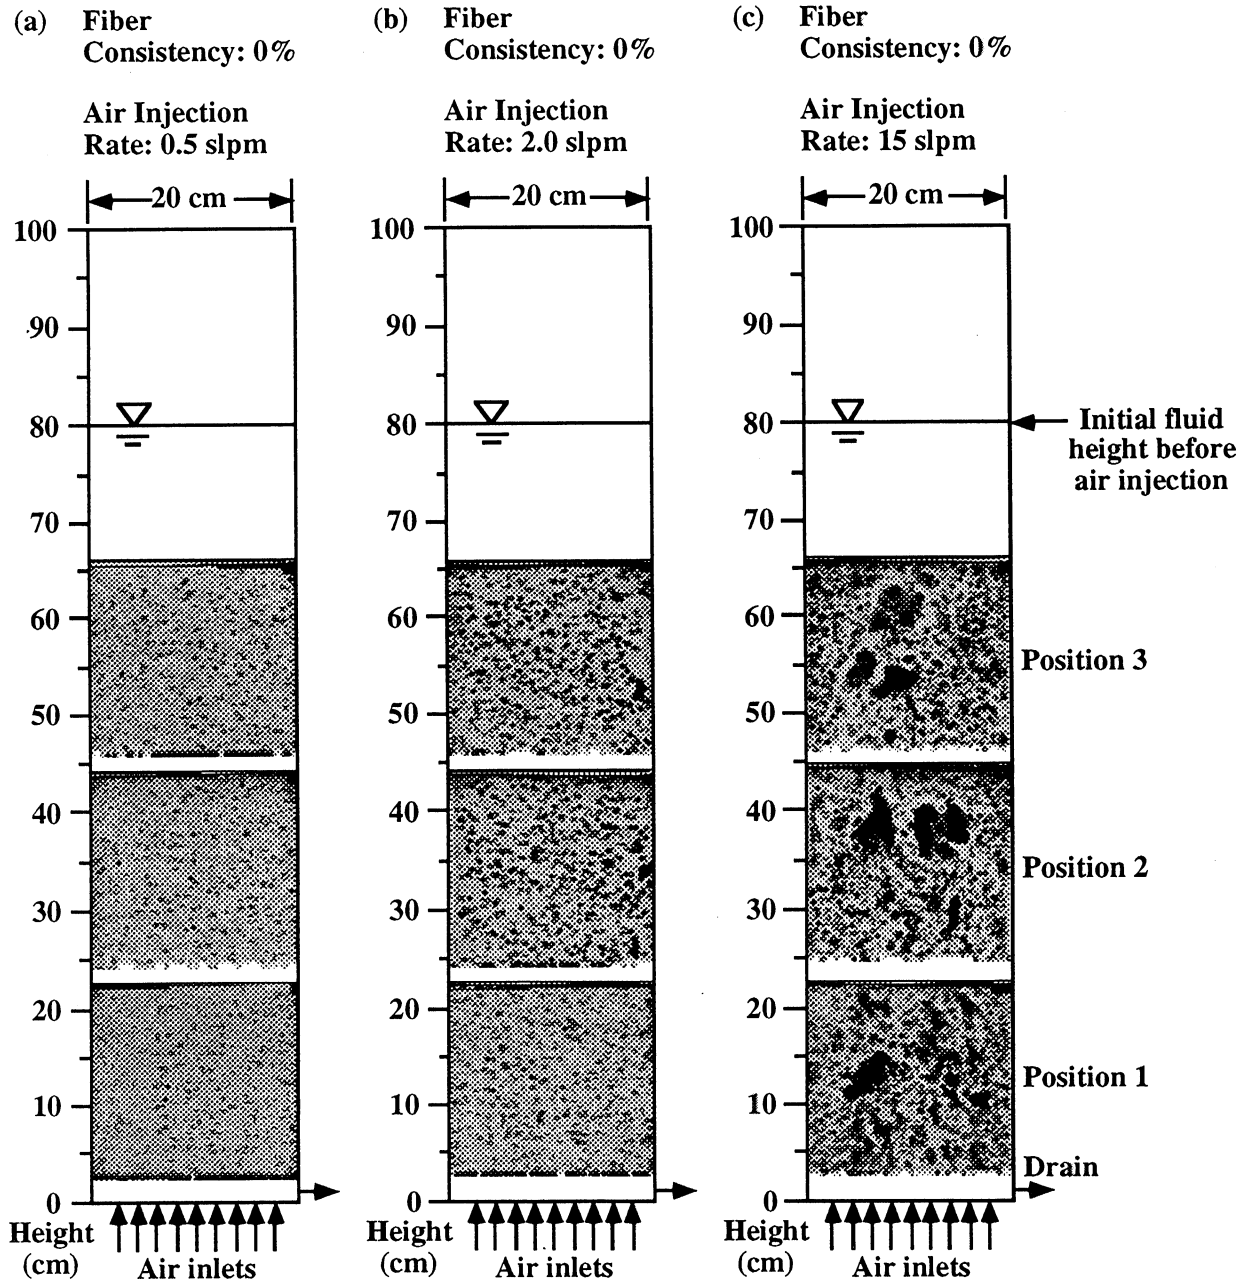 (a) Fiber
Consistency: 0%
Air Injection
Rate: 0.5 slpm
20 cm
100
90
80
70
60
50
40
30
20
10
0
Height
(cm)
Air inlets
(b) Fiber
Consistency: 0%
Air Injection
Rate: 2.0 slpm
20 cm
100
90
80
70
60
50
40
30
20
10
0
Height
(cm)
Air inlets
(c) Fiber
Consistency: 0%
Air Injection
Rate: 15 slpm
20 cm
100
90
80
70
60
50
40
30
20
10
0
Height
(cm)
Air inlets
Initial fluid
height before
air injection
Position 3
Position 2
Position 1
Drain